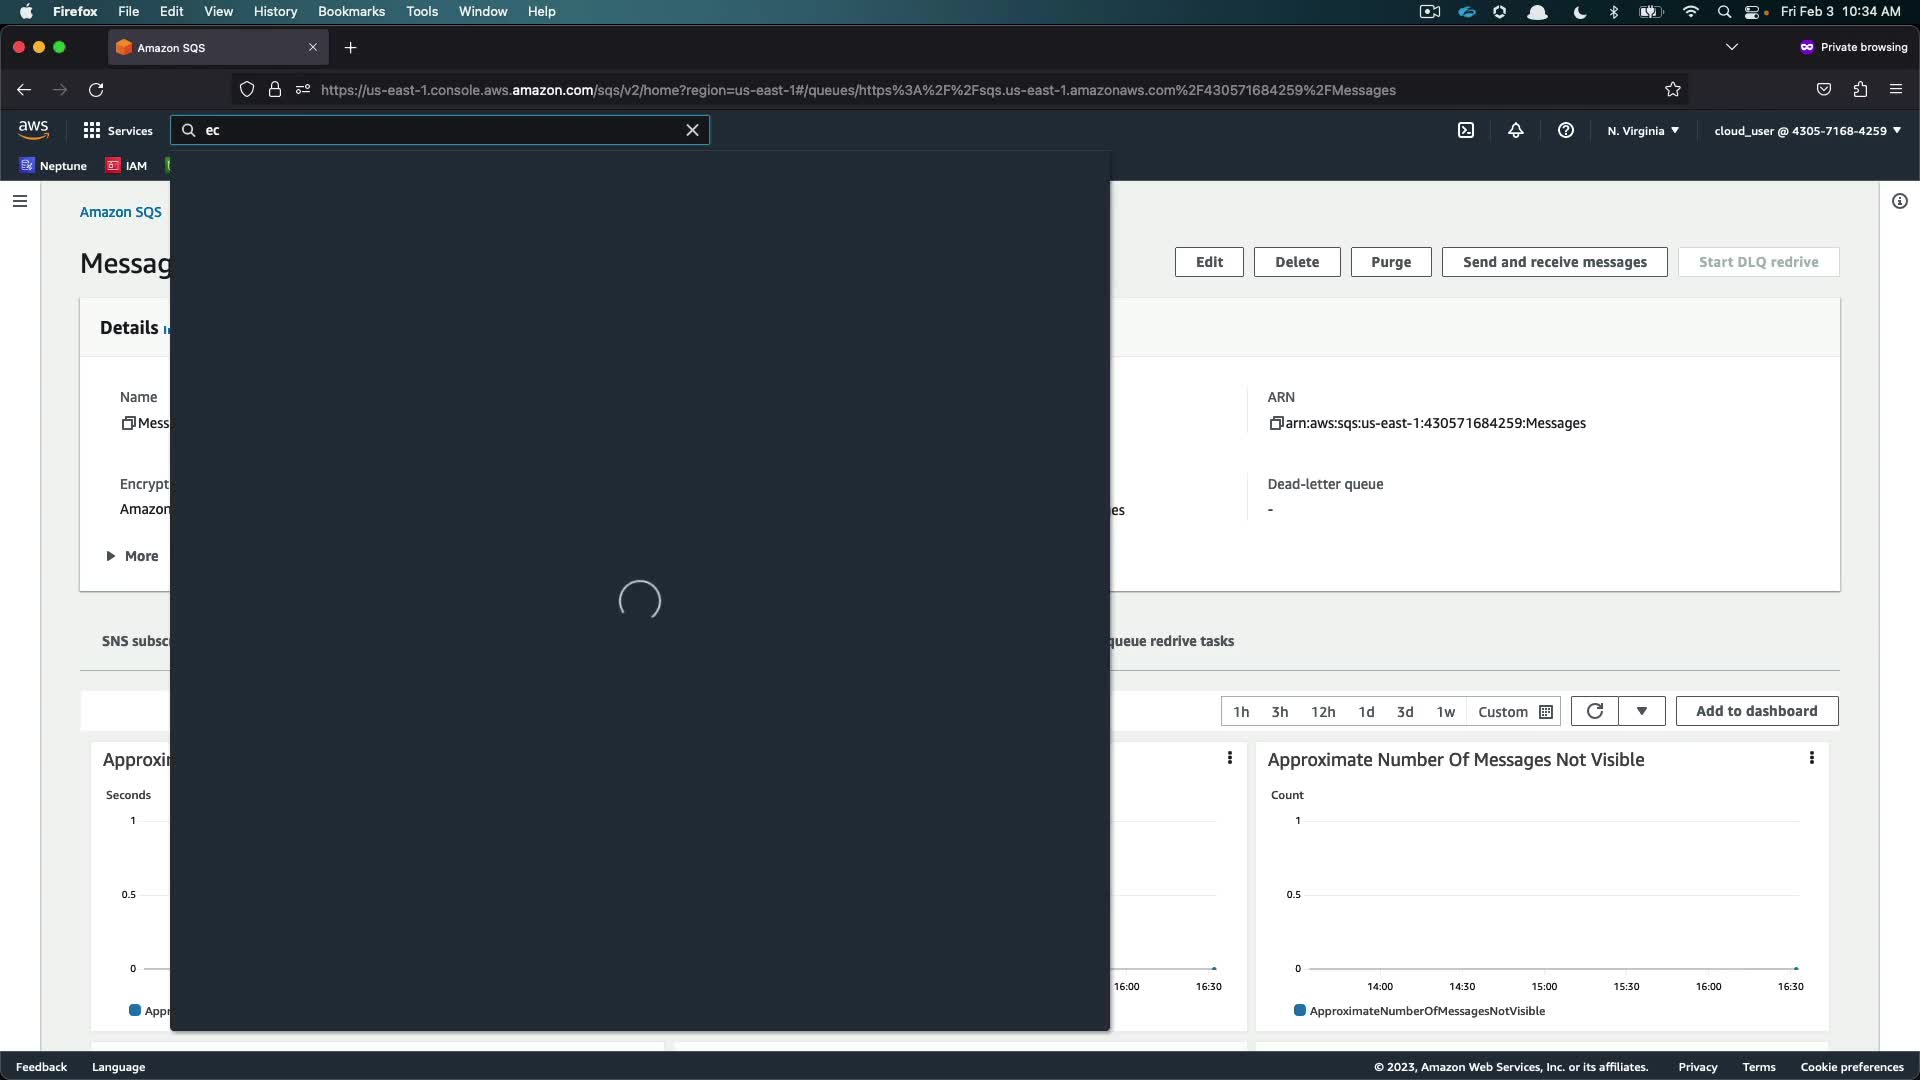 Firefox File Edit View History Bookmarks Tools Window Help Fri Feb 3 10:34 AM
Amazon SQS Private browsing
https://us-east-1.console.aws.amazon.com/sqs/v2/home?region=us-east-1#/queues/https%3A%2F%2Fsqs.us-east-1.amazonaws.com%2F430571684259%2FMessages
aws Services ec N. Virginia cloud_user @ 4305-7168-4259
Neptune IAM
Amazon SQS
Messag Edit Delete Purge Send and receive messages Start DLQ redrive
Details
Name ARN
Mess arn:aws:sqs:us-east-1:430571684259:Messages
Encrypt Dead-letter queue
Amazon es -
More
SNS subsc queue redrive tasks
1h 3h 12h 1d 3d 1w Custom Add to dashboard
Approxi Approximate Number Of Messages Not Visible
Seconds Count
1 1
0.5 0.5
0 0
16:00 16:30 14:00 14:30 15:00 15:30 16:00 16:30
Appr ApproximateNumberOfMessagesNotVisible
Feedback Language © 2023, Amazon Web Services, Inc. or its affiliates. Privacy Terms Cookie preferences